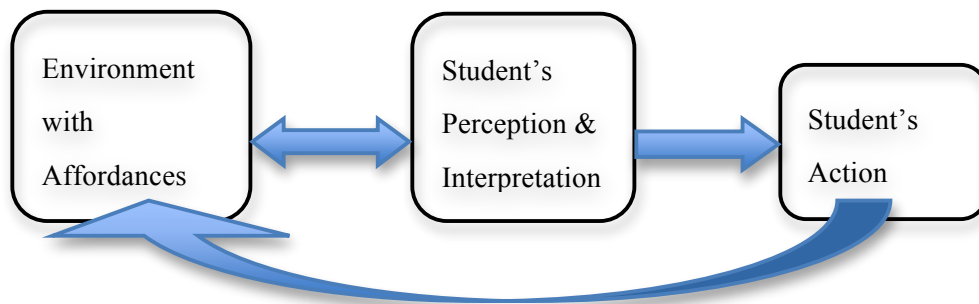 Environment
with
Affordances
Student’s
Perception &
Interpretation
Student’s
Action